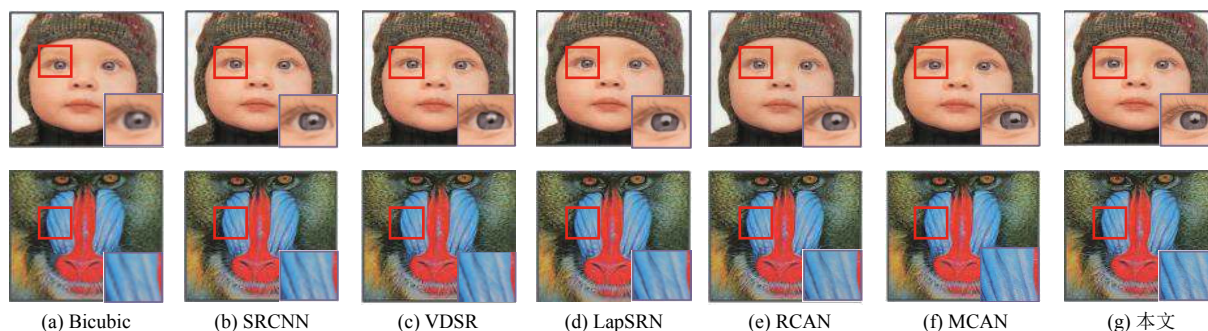 (a) Bicubic (b) SRCNN (c) VDSR (d) LapSRN (e) RCAN (f) MCAN (g) 本文